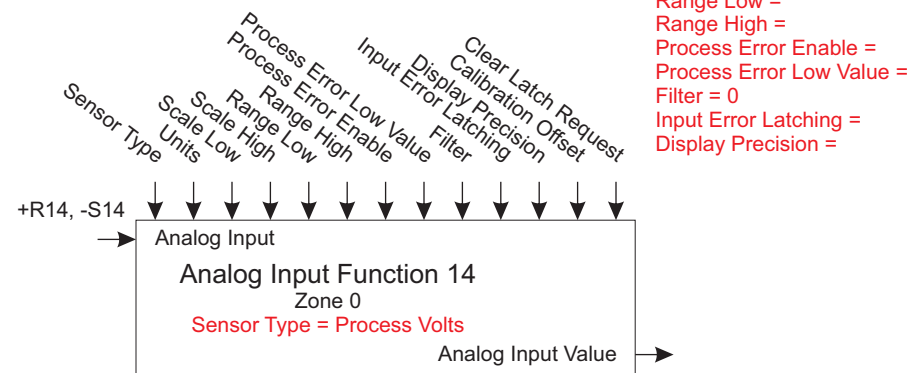 Range Low =
Range High =
Process Error Enable =
Process Error Low Value =
Filter = 0
Input Error Latching =
Display Precision =
Sensor Type
Units
Scale Low
Scale High
Range Low
Range High
Process Error Enable
Process Error Low Value
Filter
Input Error Latching
Display Precision
Calibration Offset
Clear Latch Request
+R14, -S14
Analog Input
Analog Input Function 14
Zone 0
Sensor Type = Process Volts
Analog Input Value